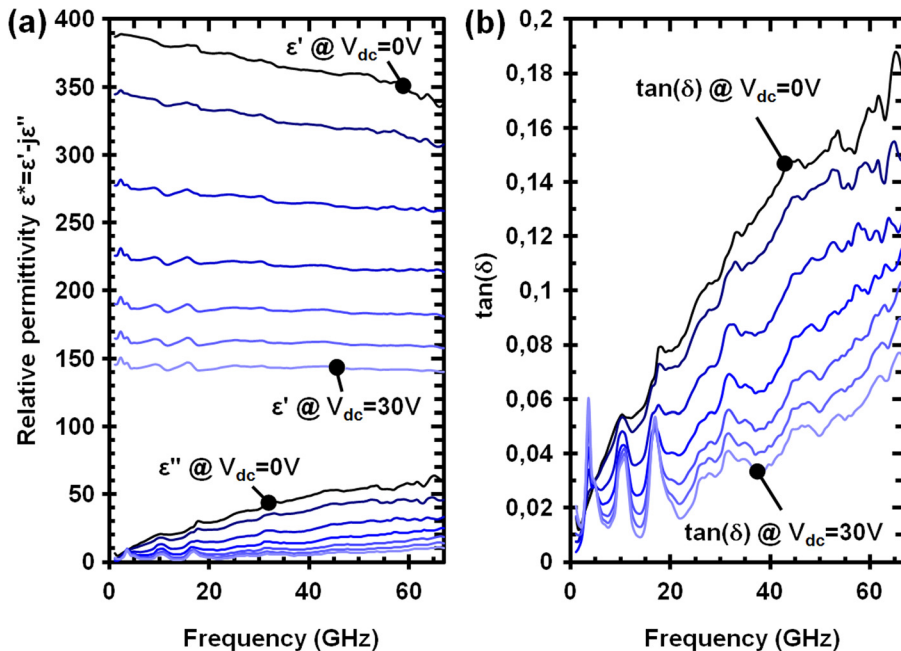 (a)
Relative permittivity ε*=ε'-jε''
400
350
300
250
200
150
100
50
0
ε' @ Vdc=0V
ε' @ Vdc=30V
ε'' @ Vdc=0V
0
20
40
60
Frequency (GHz)
(b)
tan(δ)
0,2
0,18
0,16
0,14
0,12
0,1
0,08
0,06
0,04
0,02
0
tan(δ) @ Vdc=0V
tan(δ) @ Vdc=30V
0
20
40
60
Frequency (GHz)